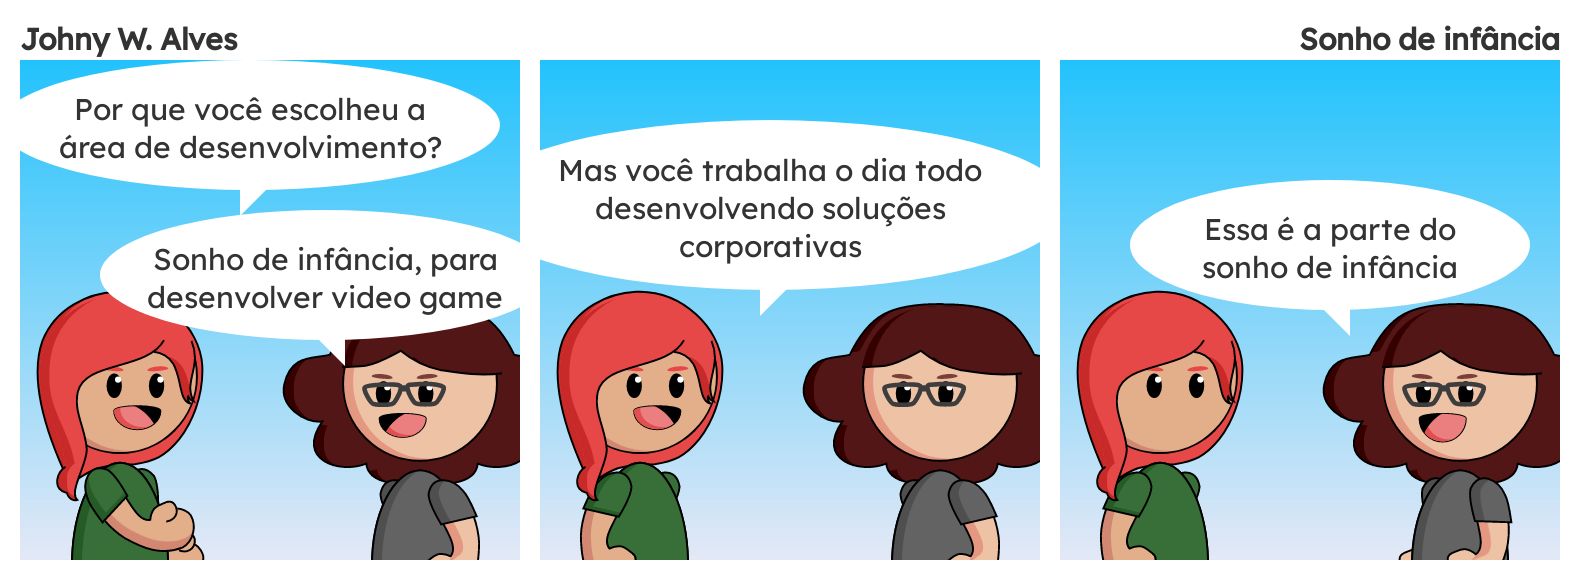 Johny W. Alves
Sonho de infância
Por que você escolheu a
área de desenvolvimento?
Sonho de infância, para
desenvolver video game
Mas você trabalha o dia todo
desenvolvendo soluções
corporativas
Essa é a parte do
sonho de infância